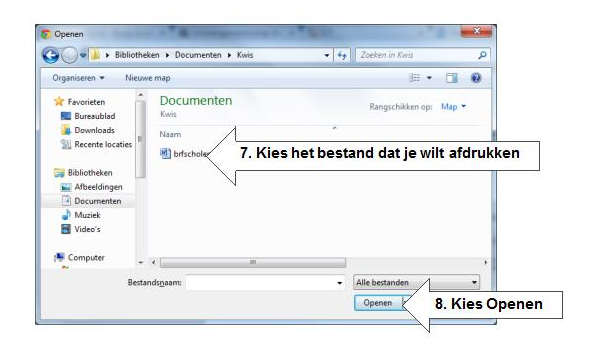 Openen
Bibliotheken ▸ Documenten ▸ Kwis
Zoeken in Kwis
Organiseren
Nieuwe map
Favorieten
Bureaublad
Downloads
Recente locaties
Bibliotheken
Afbeeldingen
Documenten
Muziek
Video's
Computer
Documenten
Kwis
Rangschikken op: Map
Naam
7. Kies het bestand dat je wilt afdrukken
Bestandsnaam:
Alle bestanden
Openen
8. Kies Openen